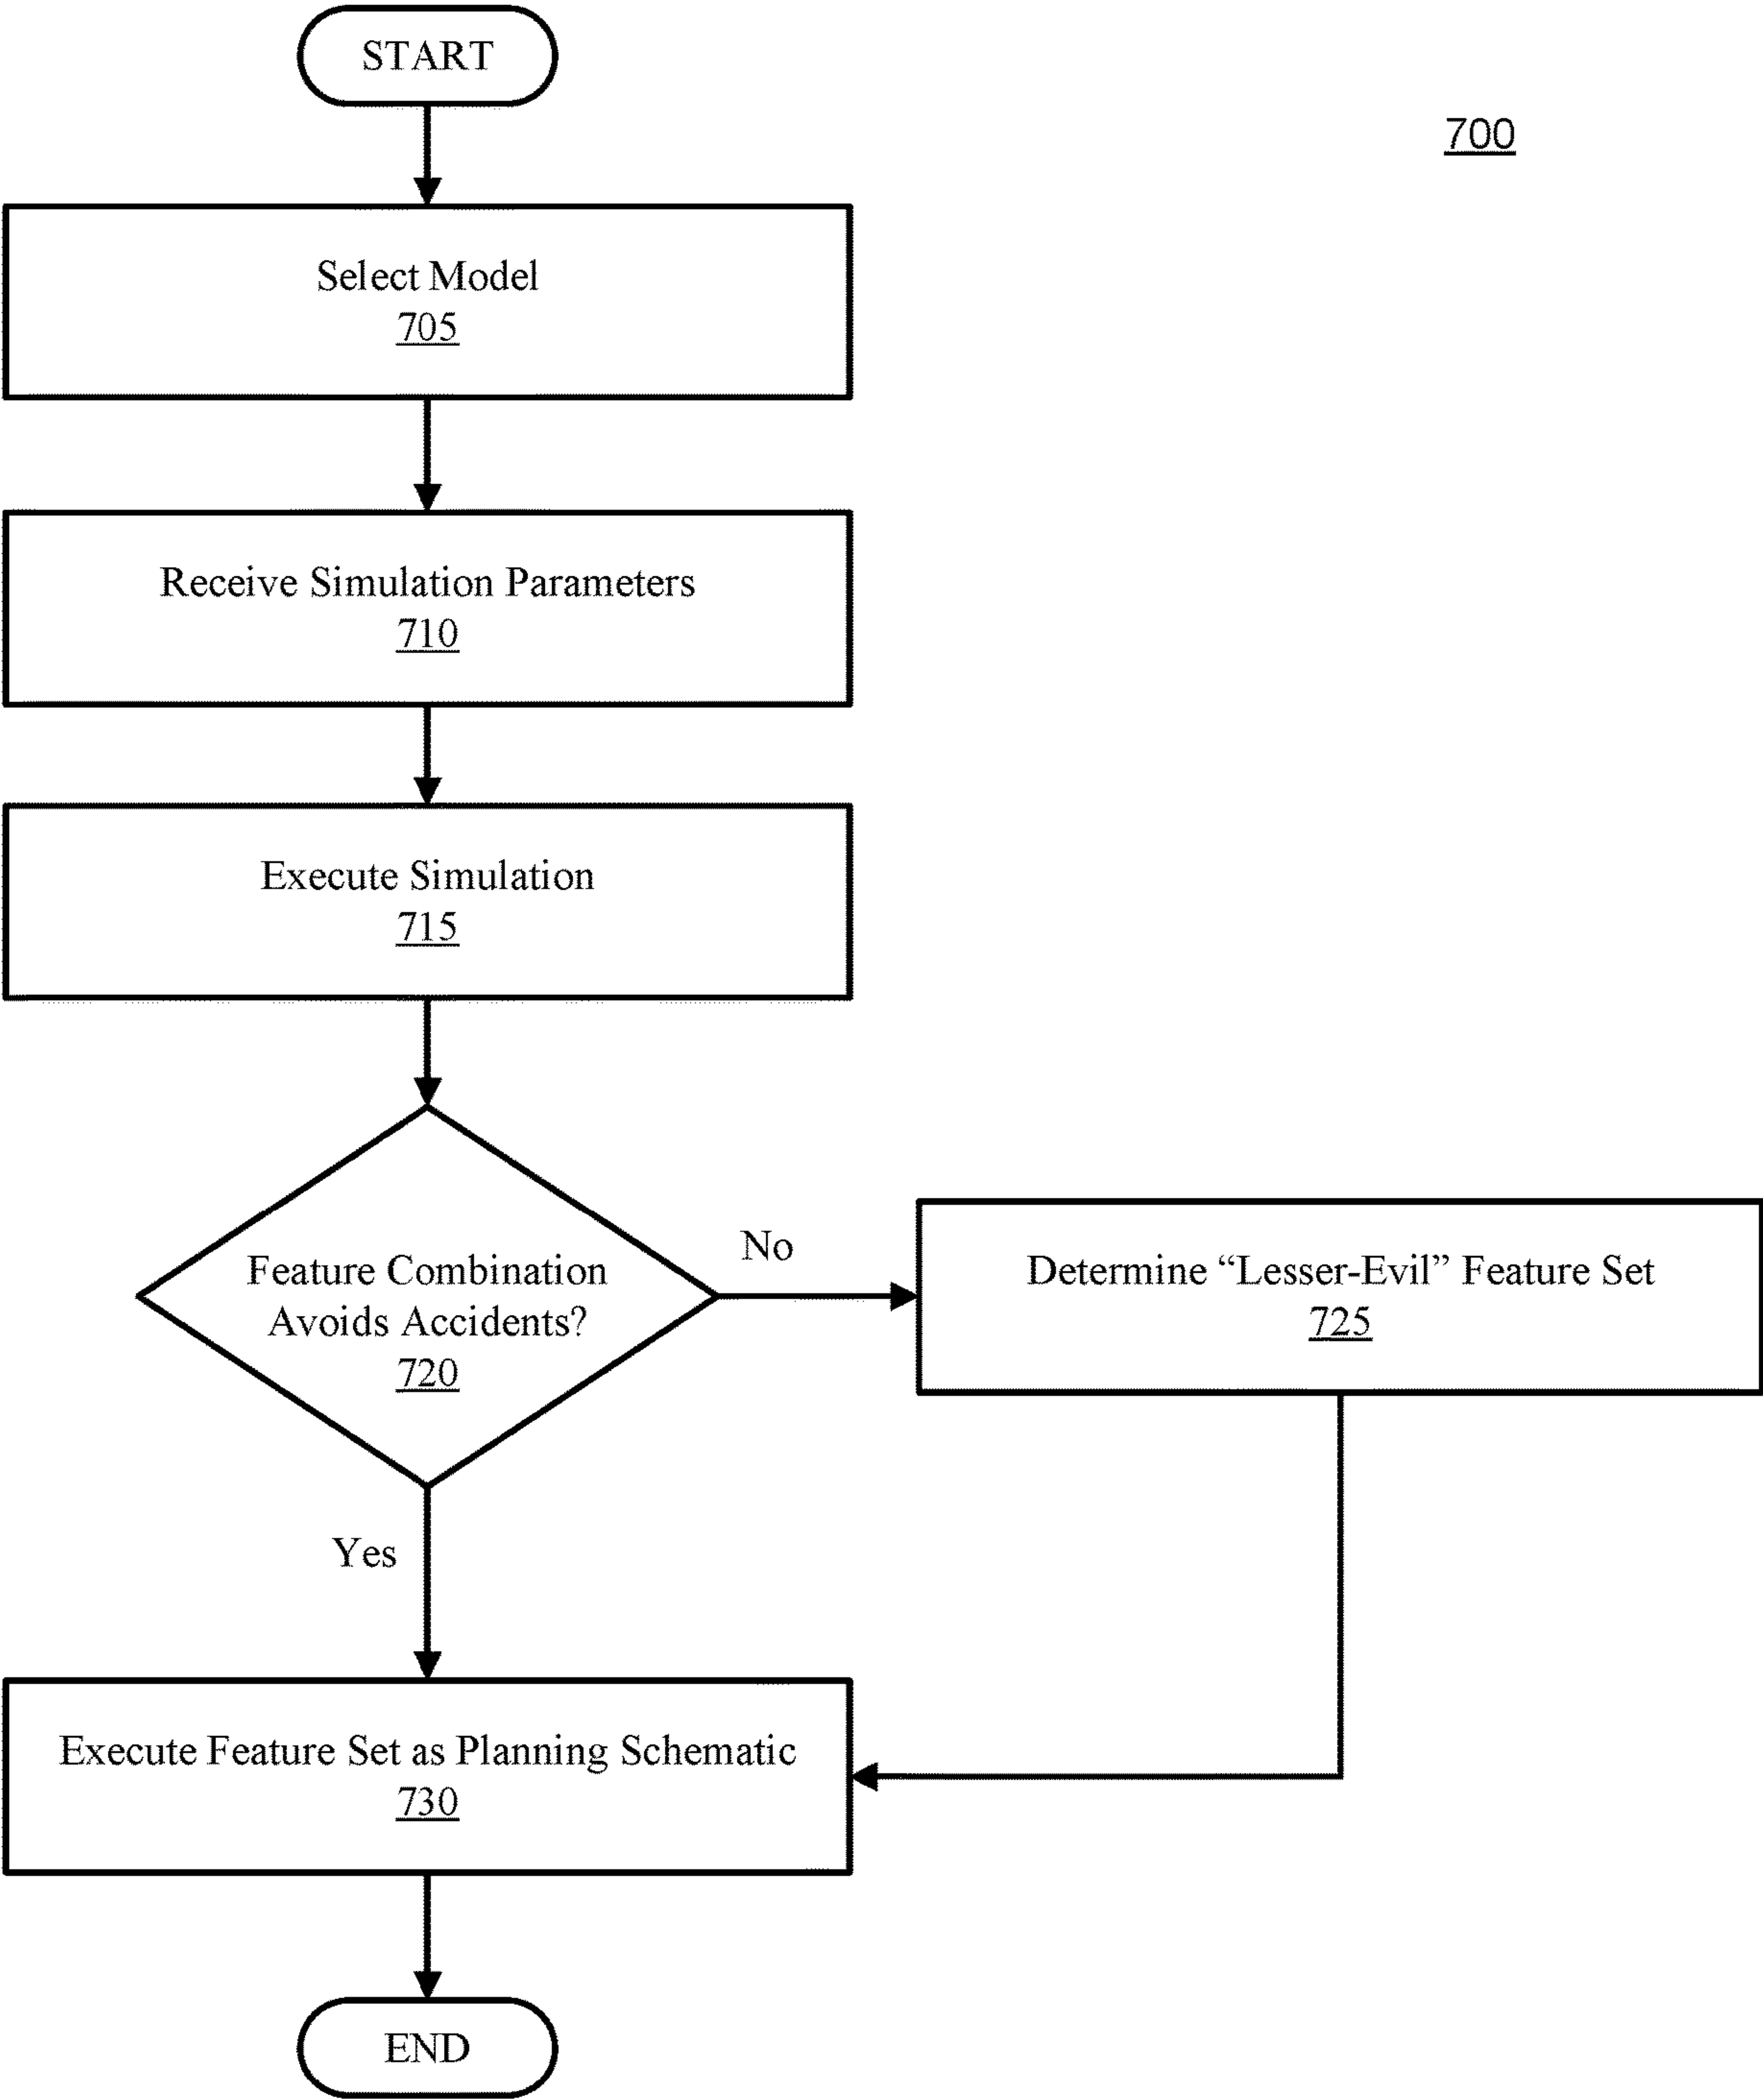 START
700
Select Model
705
Receive Simulation Parameters
710
Execute Simulation
715
Feature Combination
Avoids Accidents?
720
No
Determine “Lesser-Evil” Feature Set
725
Yes
Execute Feature Set as Planning Schematic
730
END